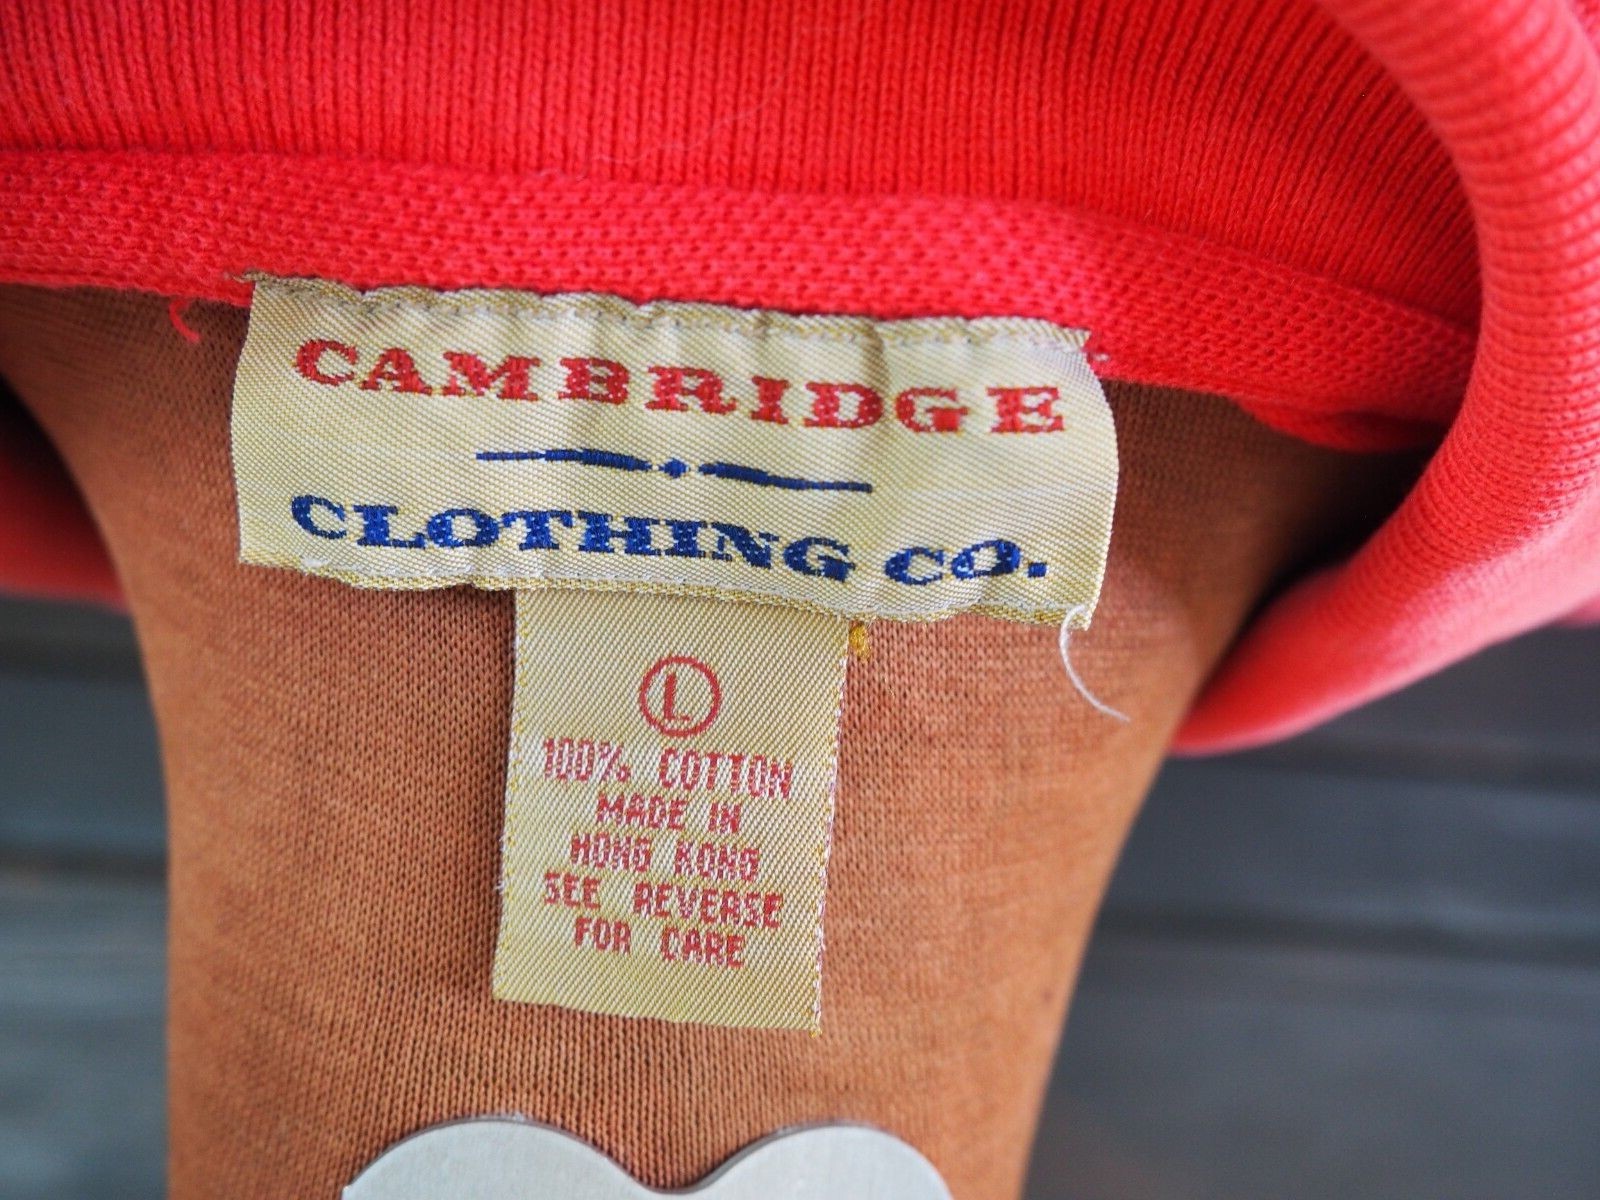 CAMBRIDGE
CLOTHING CO.
L
100% COTTON
MADE IN
HONG KONG
SEE REVERSE
FOR CARE